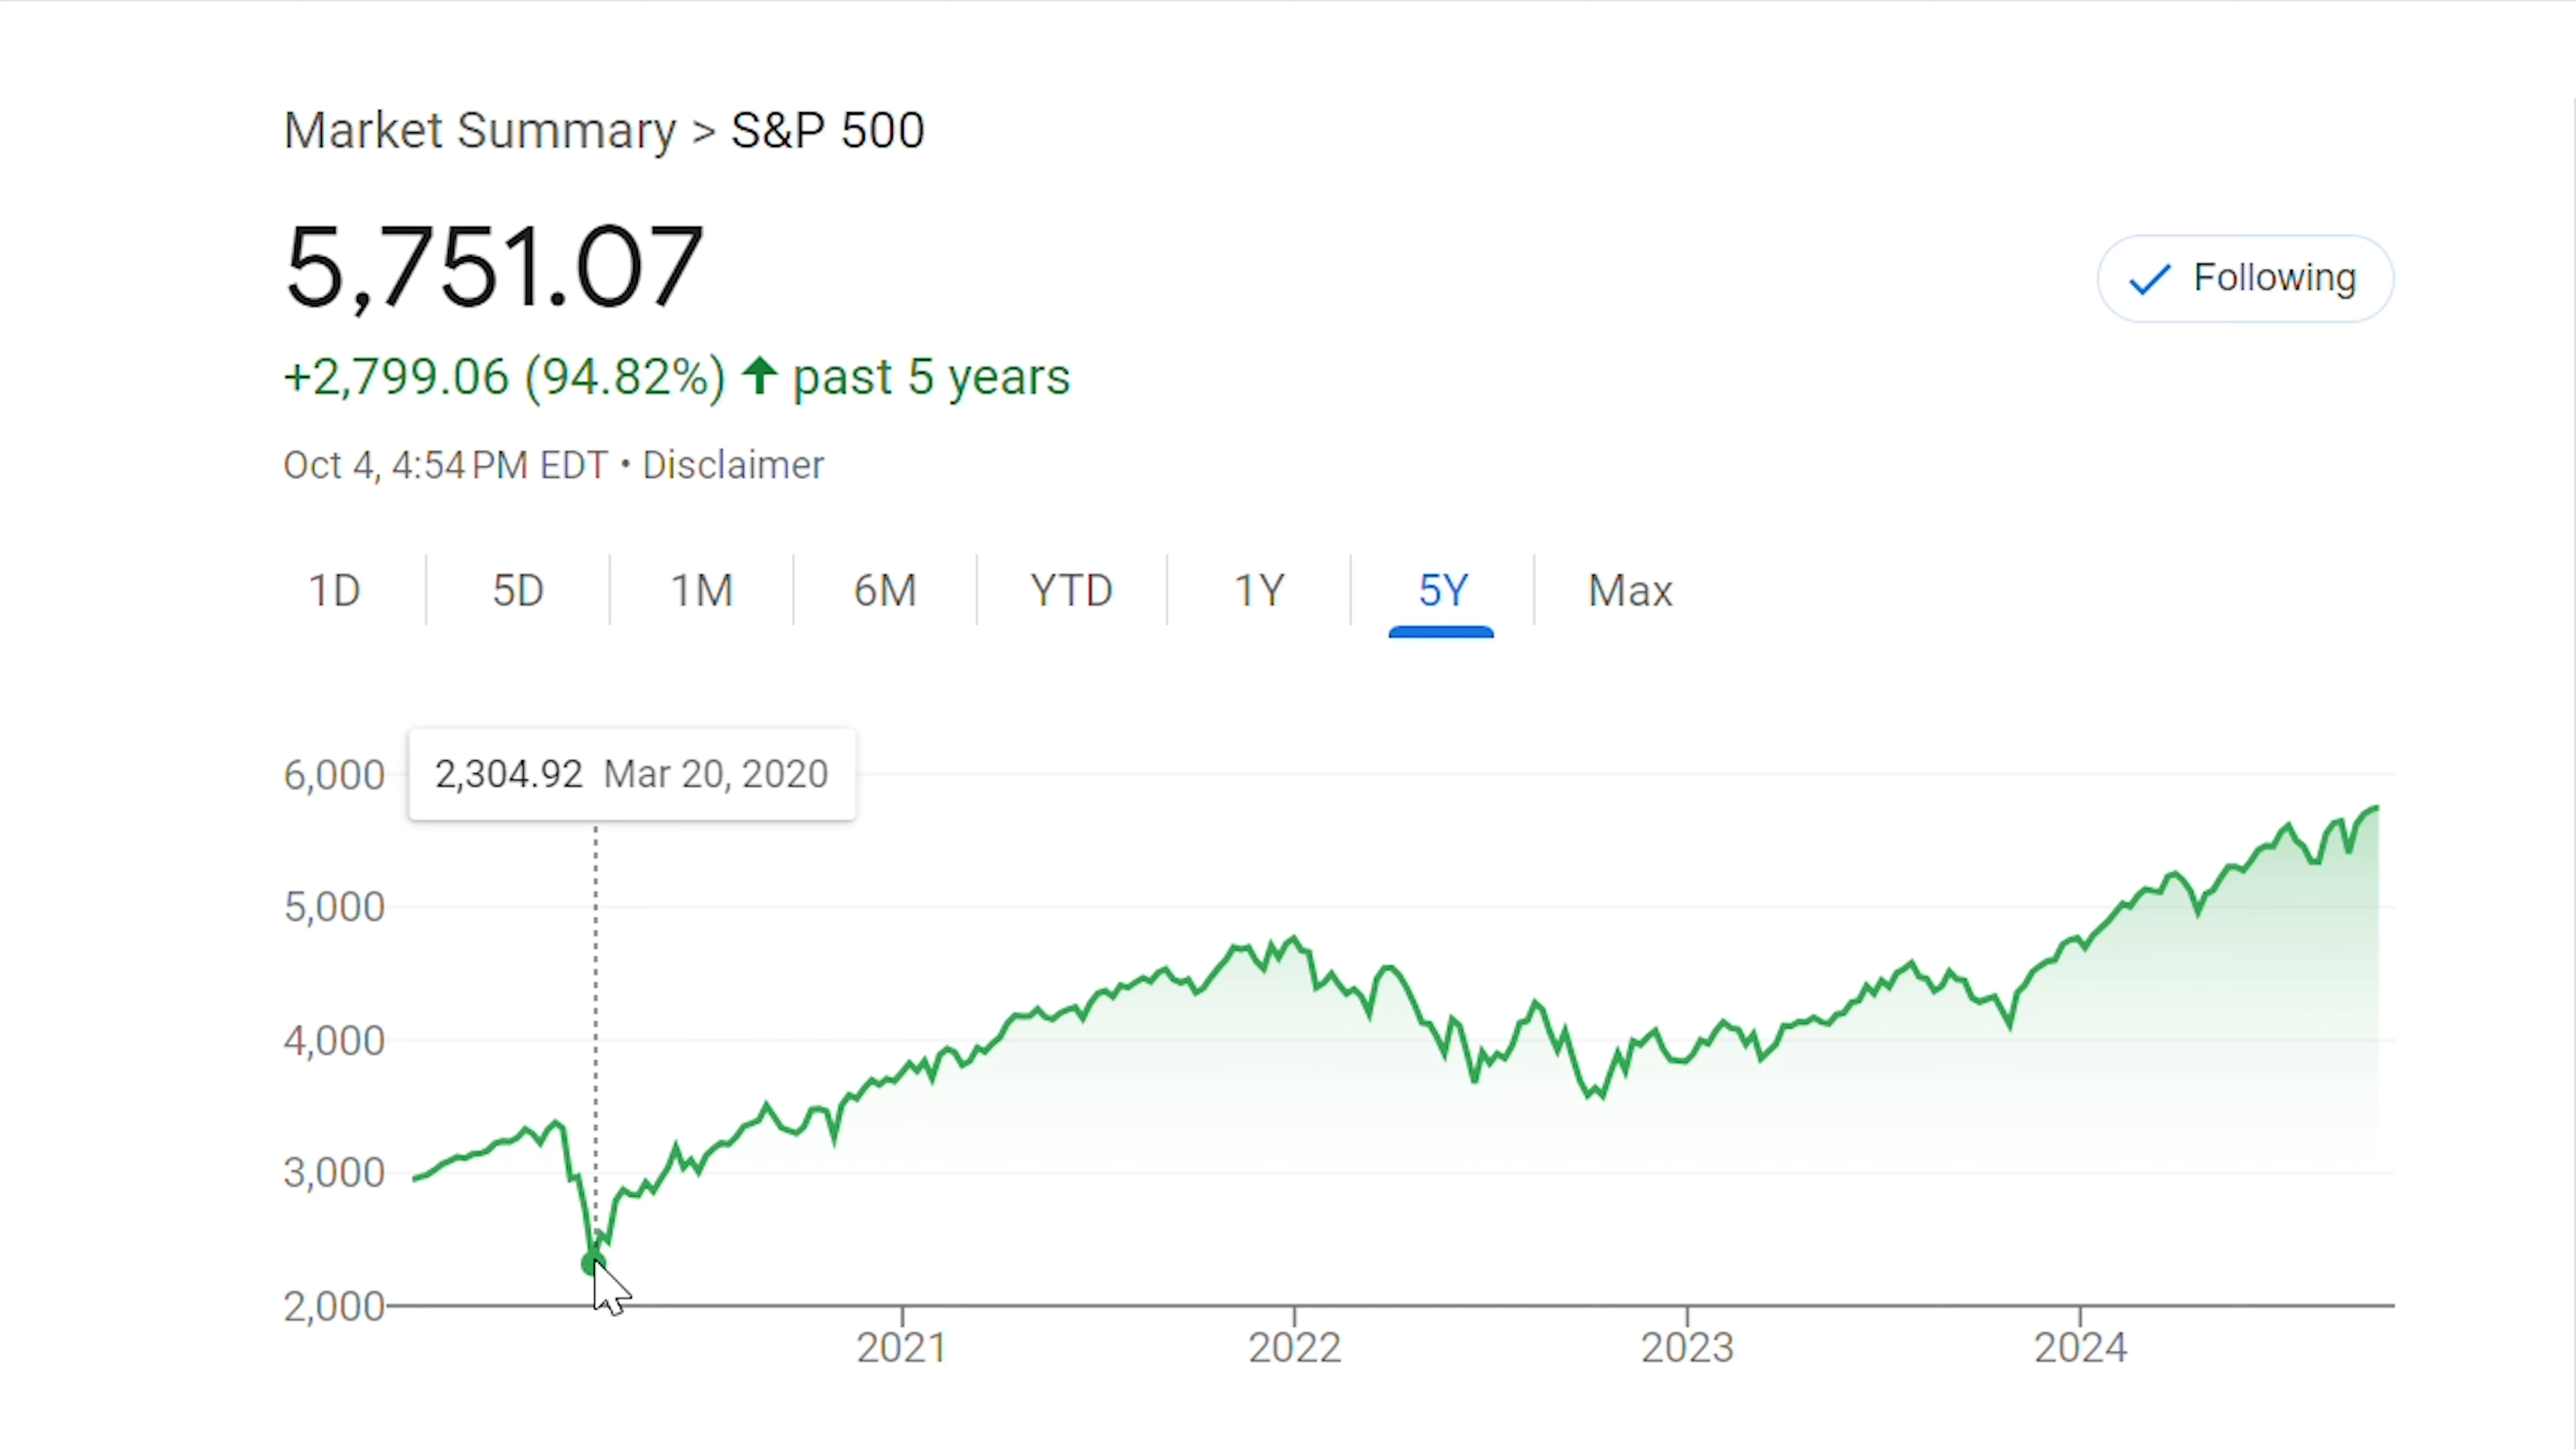 Market Summary > S&P 500
5,751.07
Following
+2,799.06 (94.82%) ↑ past 5 years
Oct 4, 4:54 PM EDT • Disclaimer
1D 5D 1M 6M YTD 1Y 5Y Max
2,304.92 Mar 20, 2020
6,000
5,000
4,000
3,000
2,000
2021 2022 2023 2024